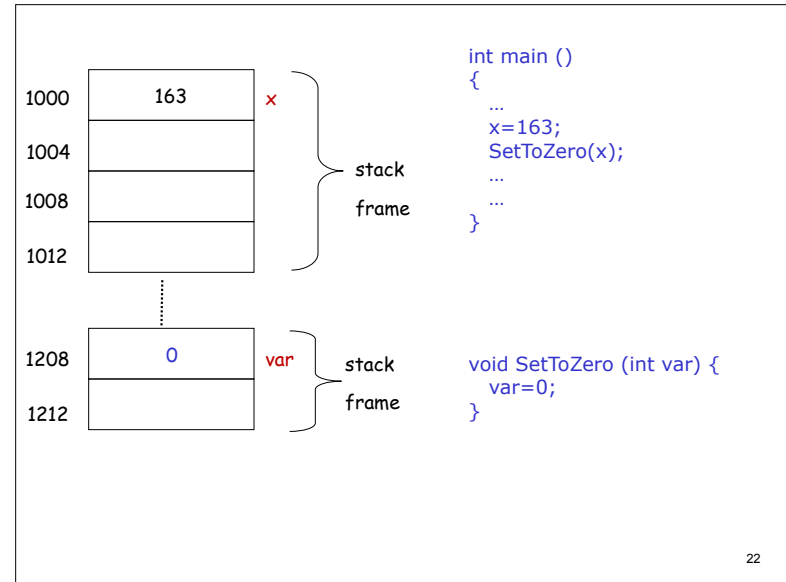 int main ()
{
…
x=163;
SetToZero(x);
…
…
}
1000 163 x
1004
1008
1012
stack
frame
1208 0 var
1212
stack
frame
void SetToZero (int var) {
var=0;
}
22